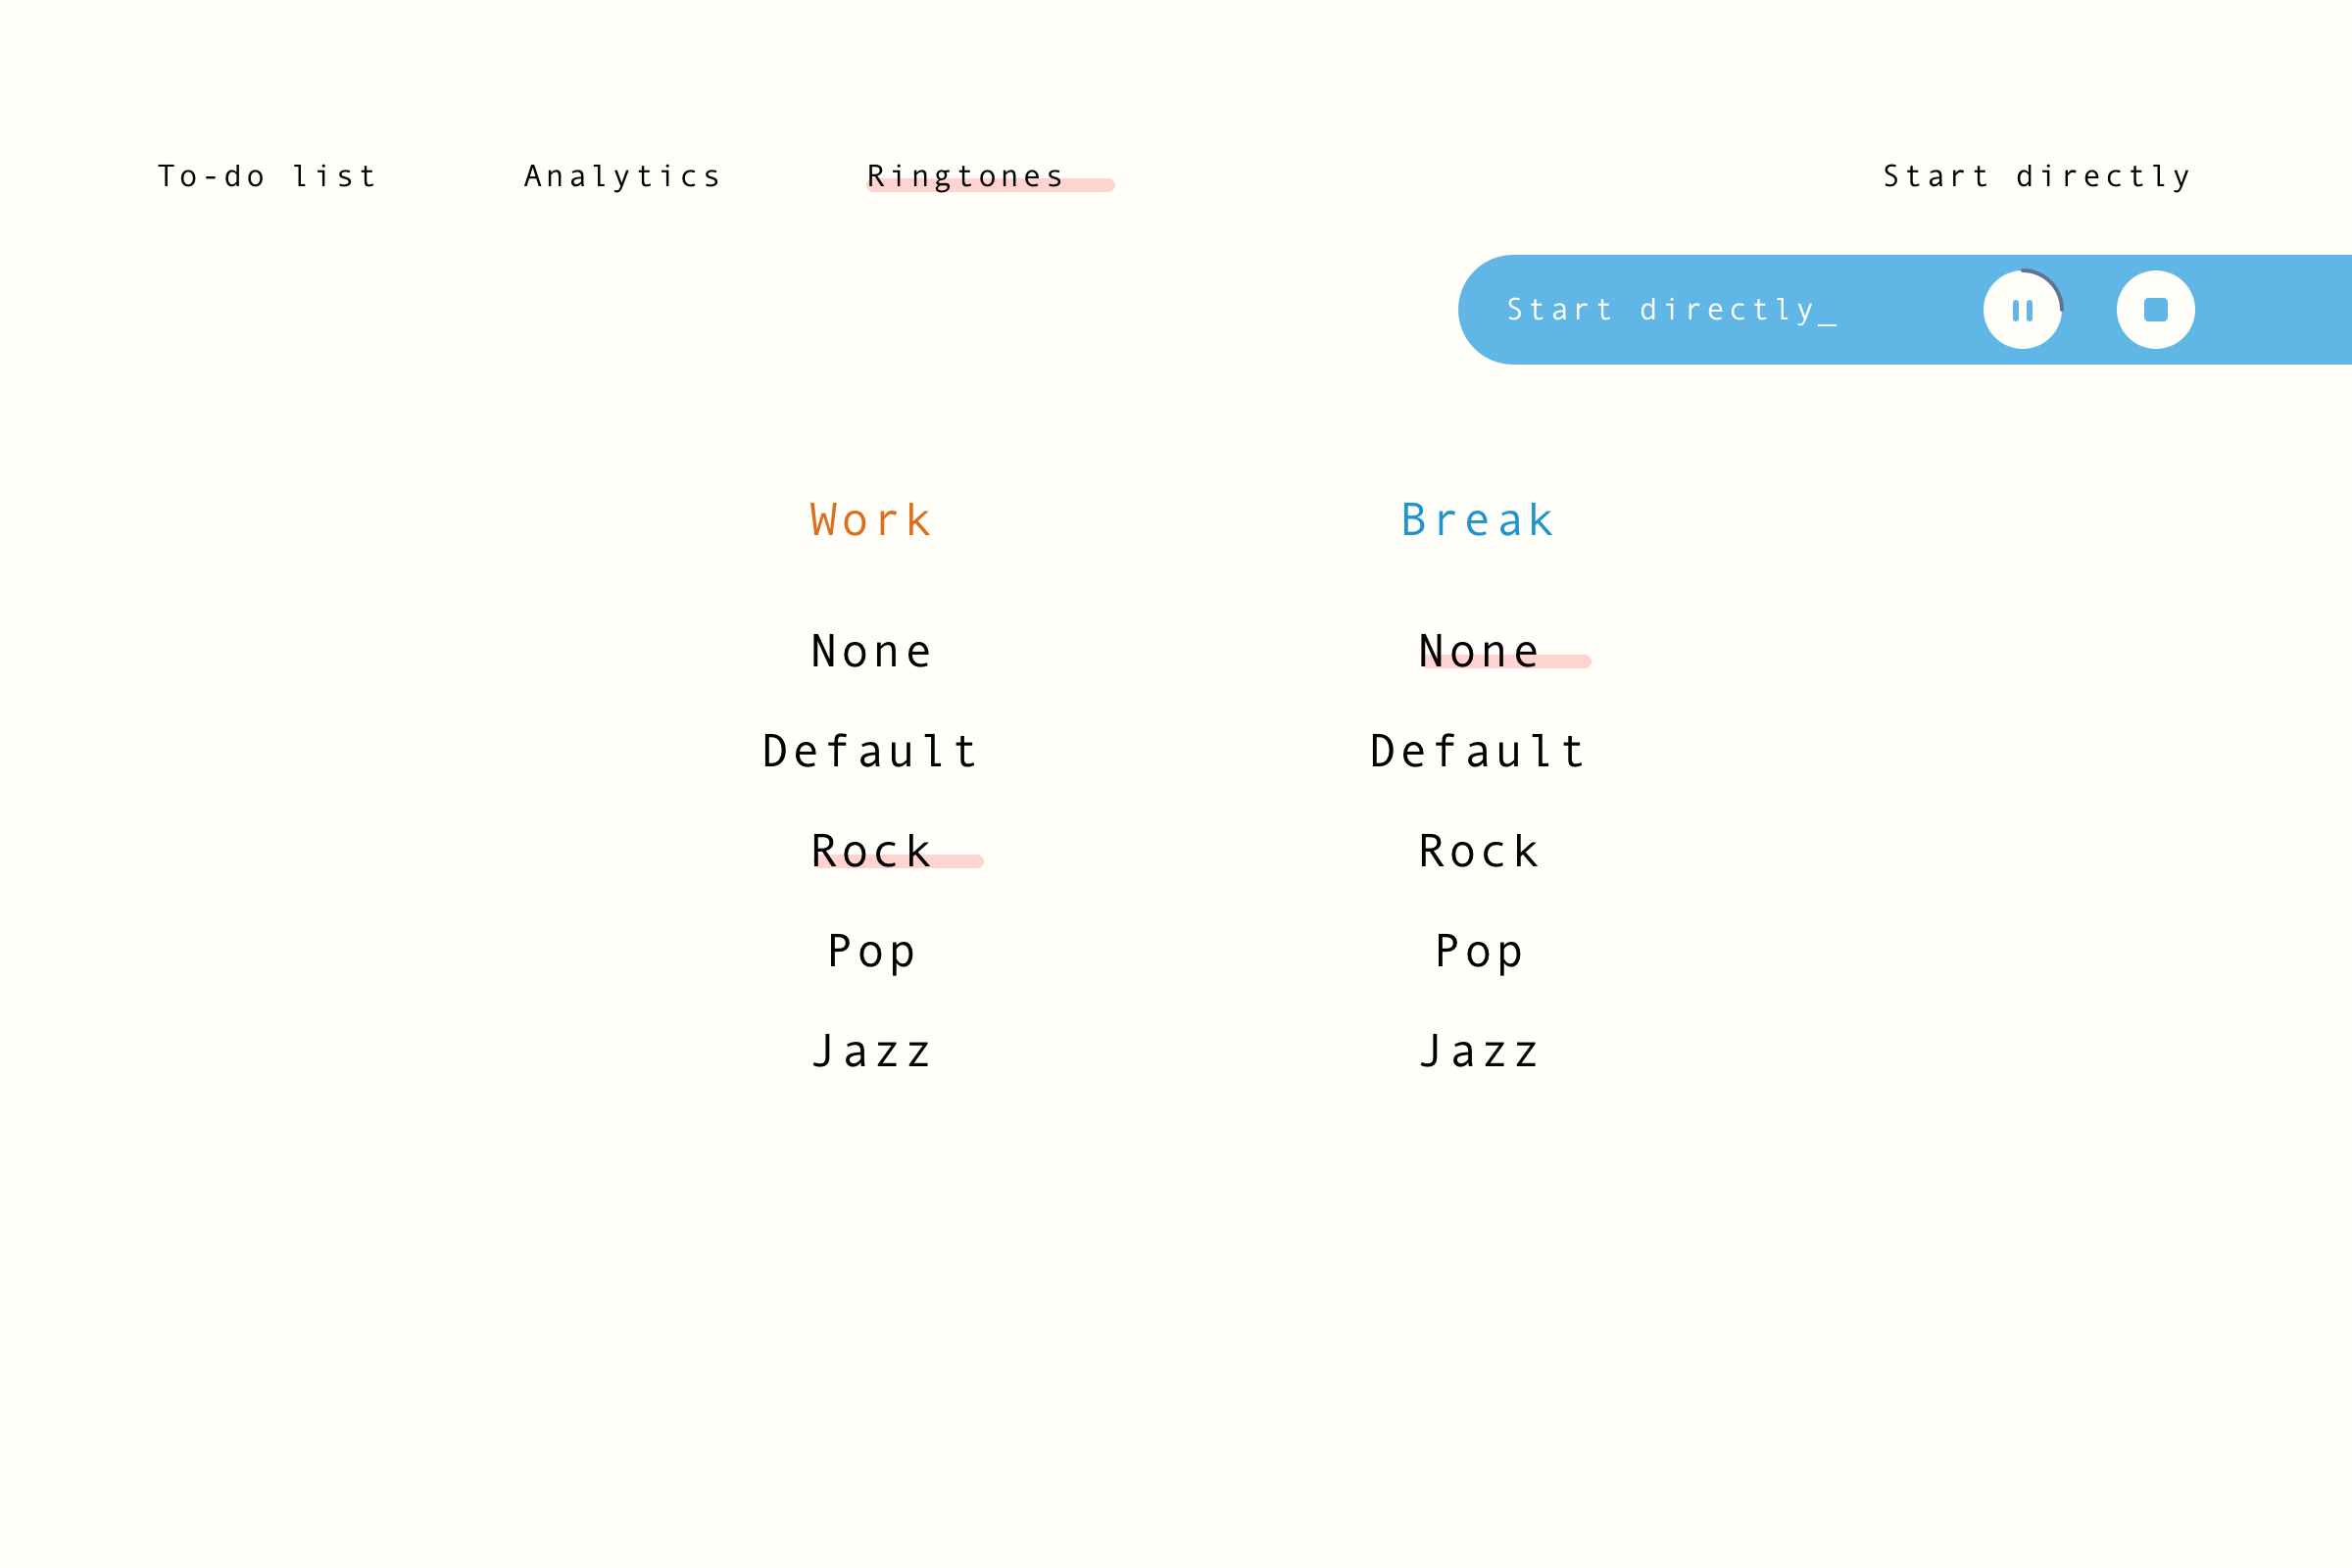 To-do list Analytics Ringtones Start directly
Start directly_
Work Break
None None
Default Default
Rock Rock
Pop Pop
Jazz Jazz